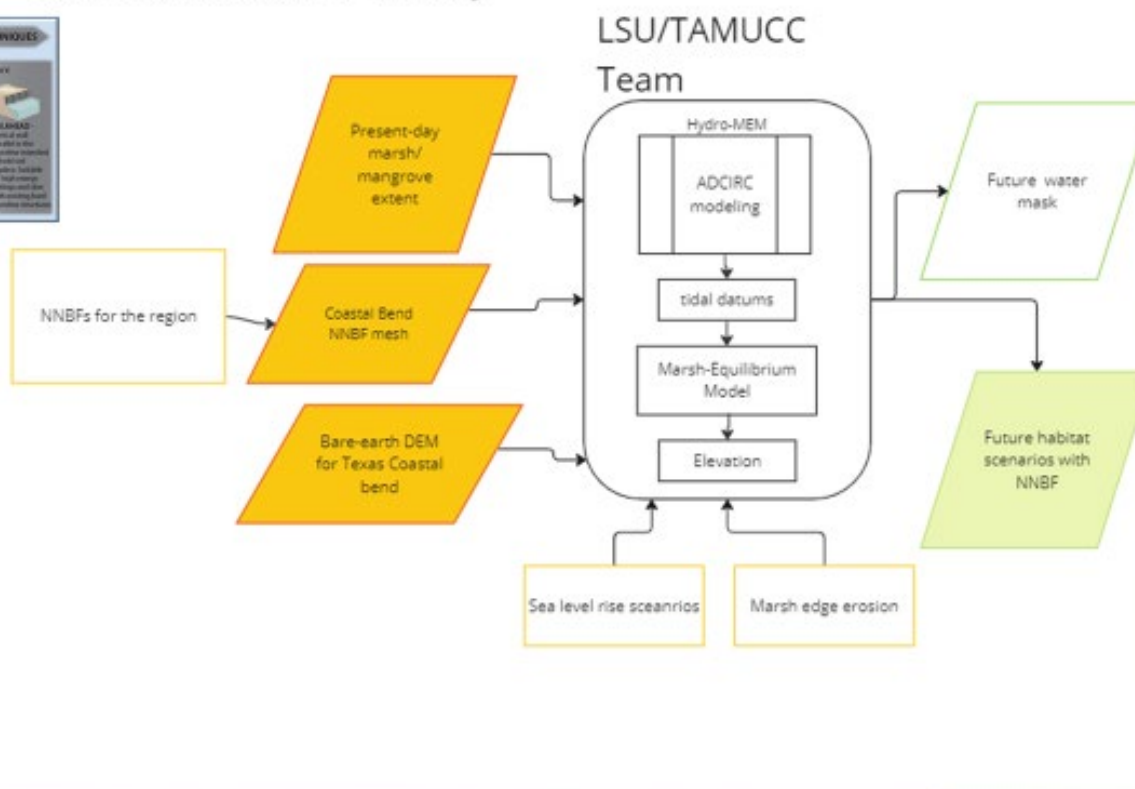 NIQUES
LSU/TAMUCC
Team
Present-day
marsh/
mangrove
extent
Hydro-MEM
ADCIRC
modeling
Future water
mask
NNBFs for the region
Coastal Bend
NNBF mesh
tidal datums
Marsh-Equilibrium
Model
Bare-earth DEM
for Texas Coastal
bend
Elevation
Future habitat
scenarios with
NNBF
Sea level rise sceanrios
Marsh edge erosion